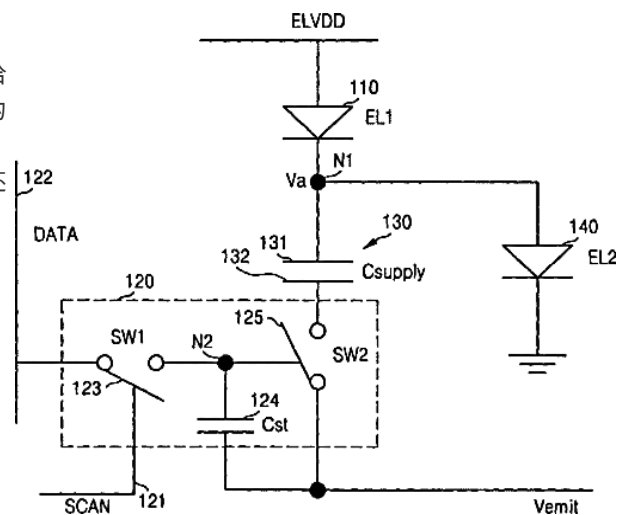 ELVDD
110
EL1
Va
N1
122
DATA
131
130
132
Csupply
140
EL2
120
SW1
N2
125
SW2
123
124
Cst
SCAN
121
Vemit
的